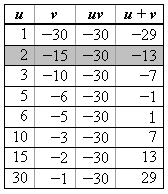 u v uv u + v
1 −30 −30 −29
2 −15 −30 −13
3 −10 −30 −7
5 −6 −30 −1
6 −5 −30 1
10 −3 −30 7
15 −2 −30 13
30 −1 −30 29